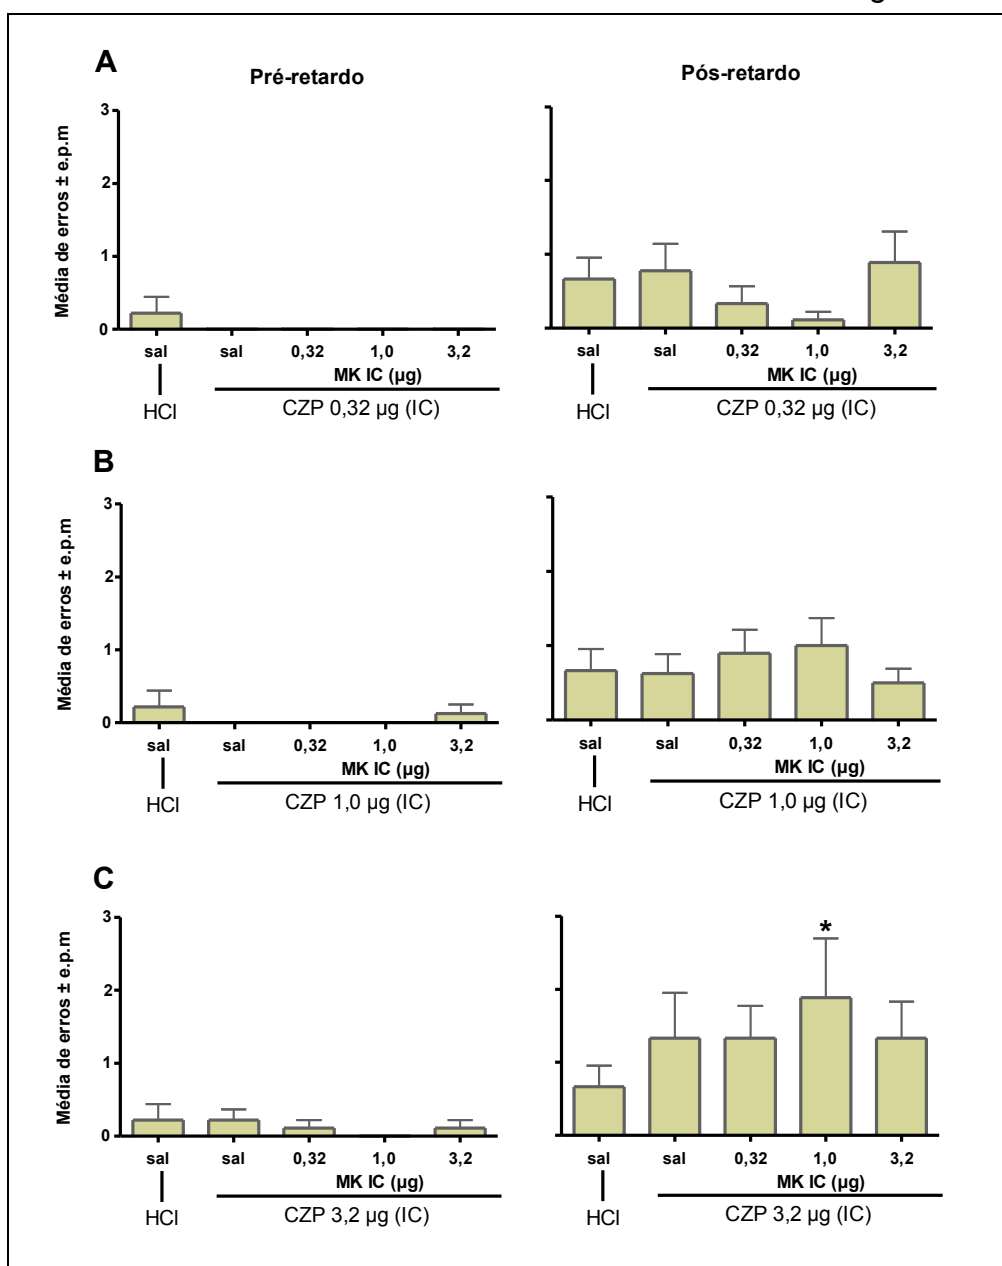 A
Pré-retardo
Pós-retardo
Média de erros ± e.p.m
3
2
1
0
sal sal 0,32 1,0 3,2
MK IC (µg)
HCl
CZP 0,32 µg (IC)
sal sal 0,32 1,0 3,2
MK IC (µg)
HCl
CZP 0,32 µg (IC)
B
Média de erros ± e.p.m
3
2
1
0
sal sal 0,32 1,0 3,2
MK IC (µg)
HCl
CZP 1,0 µg (IC)
sal sal 0,32 1,0 3,2
MK IC (µg)
HCl
CZP 1,0 µg (IC)
C
Média de erros ± e.p.m
3
2
1
0
sal sal 0,32 1,0 3,2
MK IC (µg)
HCl
CZP 3,2 µg (IC)
*
sal sal 0,32 1,0 3,2
MK IC (µg)
HCl
CZP 3,2 µg (IC)